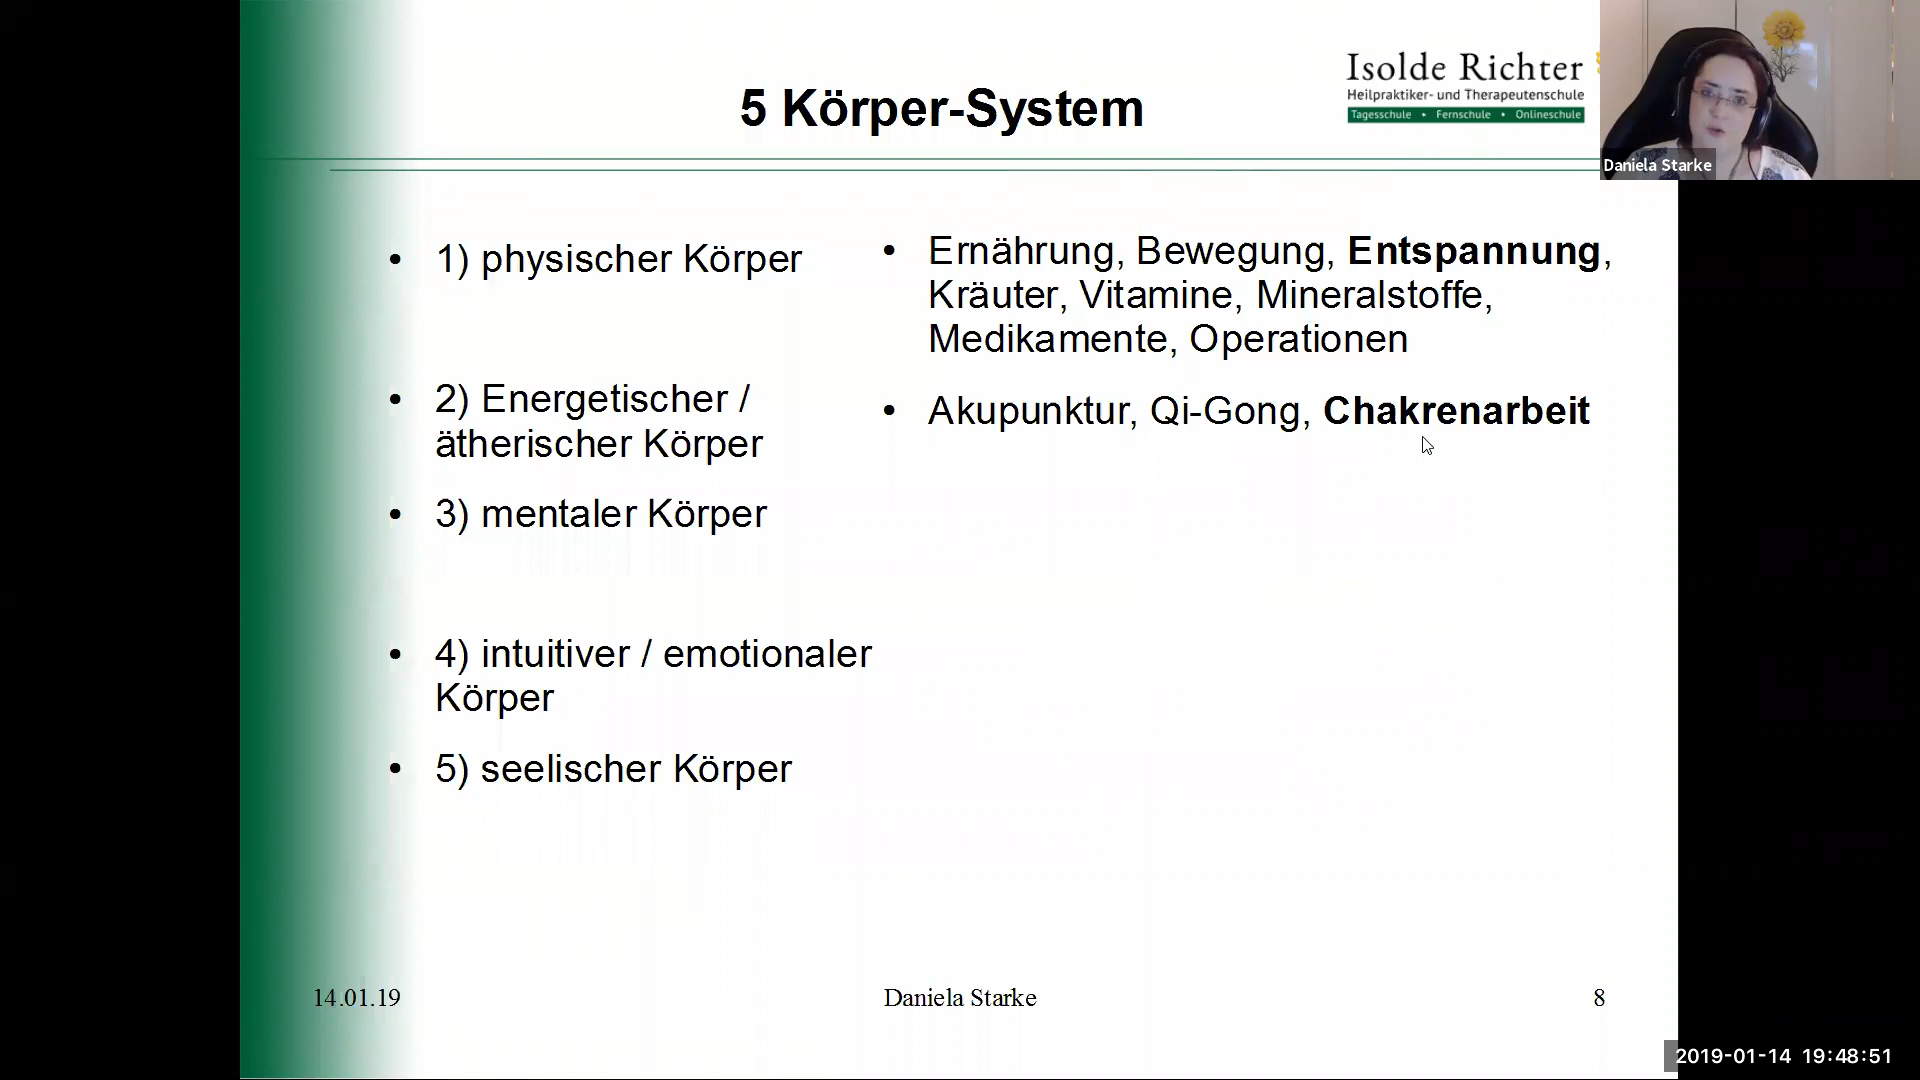 5 Körper-System
Isolde Richter
Heilpraktiker- und Therapeutenschule
Tagesschule • Fernschule • Onlineschule
Daniela Starke
• 1) physischer Körper
• Ernährung, Bewegung, Entspannung,
Kräuter, Vitamine, Mineralstoffe,
Medikamente, Operationen
• 2) Energetischer /
ätherischer Körper
• Akupunktur, Qi-Gong, Chakrenarbeit
• 3) mentaler Körper
• 4) intuitiver / emotionaler
Körper
• 5) seelischer Körper
14.01.19
Daniela Starke
8
2019-01-14 19:48:51